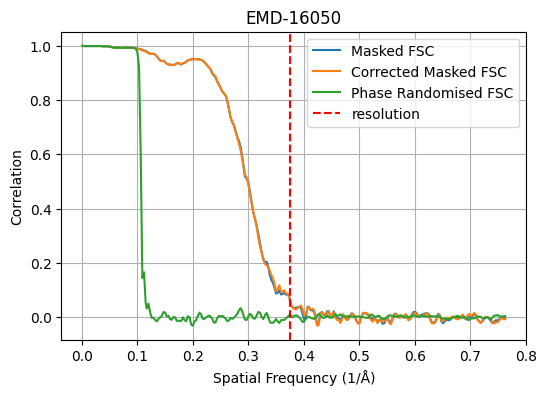 EMD-16050
Masked FSC
Corrected Masked FSC
Phase Randomised FSC
resolution
Correlation
1.0
0.8
0.6
0.4
0.2
0.0
0.0 0.1 0.2 0.3 0.4 0.5 0.6 0.7 0.8
Spatial Frequency (1/Å)